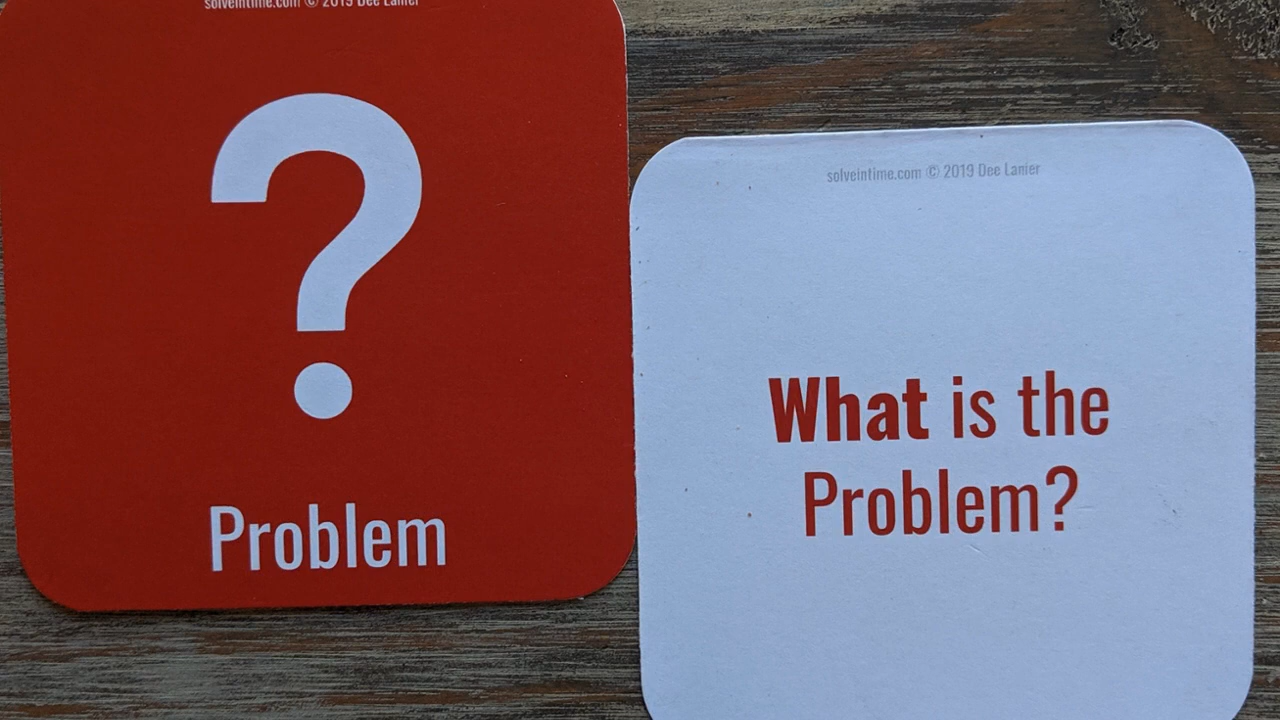 solveintime.com © 2019 Dee Lanier
?
Problem
solveintime.com © 2019 Dee Lanier
What is the
Problem?